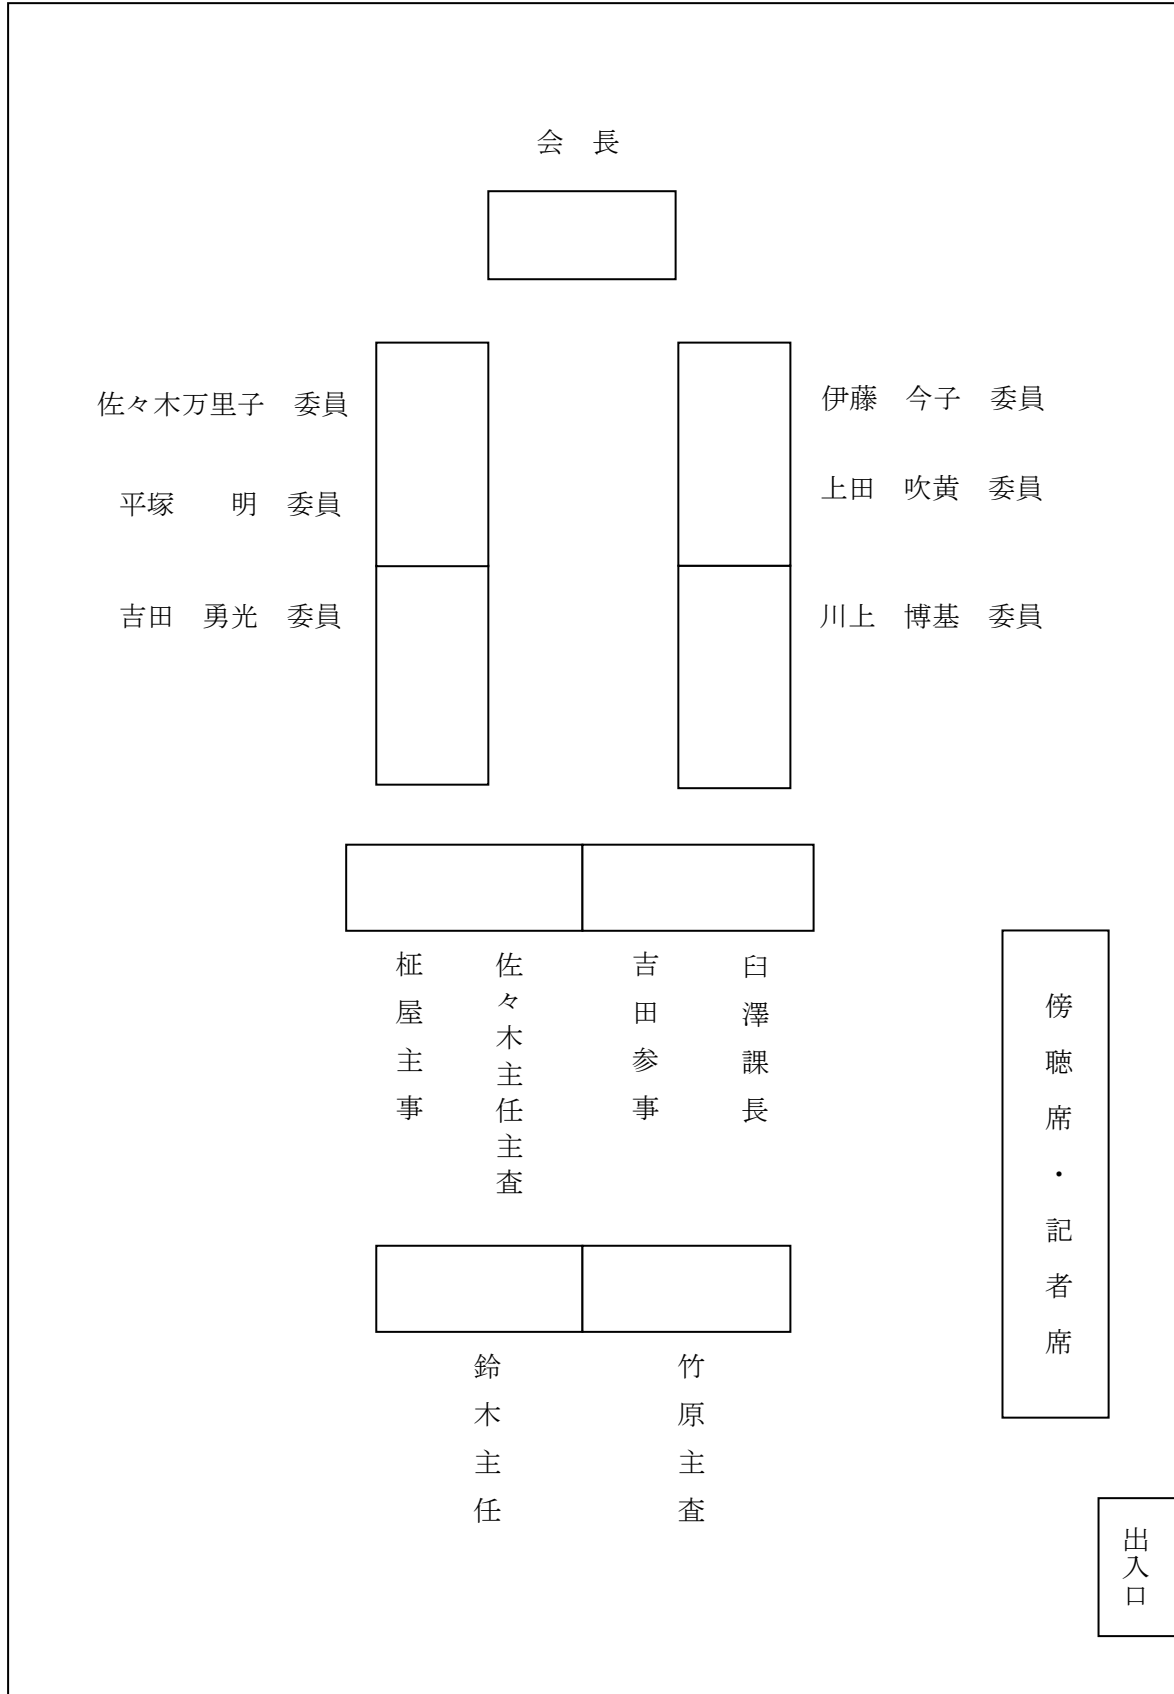 会　長
佐々木万里子　委員
平塚　　明　委員
吉田　勇光　委員
伊藤　今子　委員
上田　吹黄　委員
川上　博基　委員
柾屋主事
佐々木主任主査
吉田参事
臼澤課長
傍聴席・記者席
鈴木主任
竹原主査
出入口